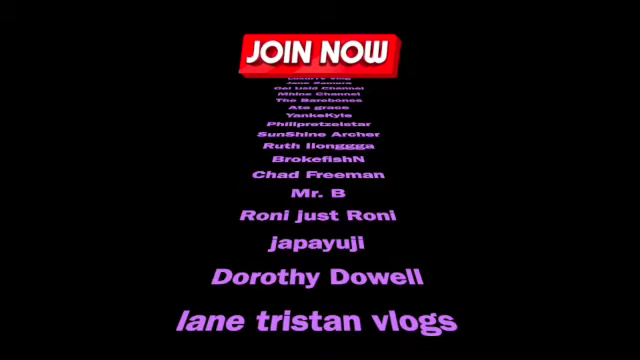 JOIN NOW
Mhine Channel
The Barebones
Ate grace
YankeKyle
Philipretzelstar
SunShine Archer
Ruth Ilonggga
BrokefishN
Chad Freeman
Mr. B
Roni just Roni
japayuji
Dorothy Dowell
lane tristan vlogs